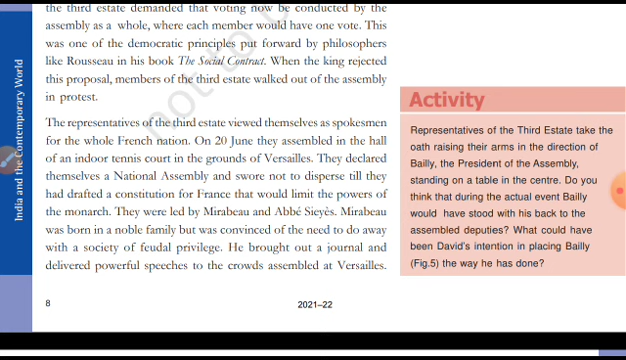 the third estate demanded that voting now be conducted by the
assembly as a whole, where each member would have one vote. This
was one of the democratic principles put forward by philosophers
like Rousseau in his book The Social Contract. When the king rejected
this proposal, members of the third estate walked out of the assembly
in protest.
The representatives of the third estate viewed themselves as spokesmen
for the whole French nation. On 20 June they assembled in the hall
of an indoor tennis court in the grounds of Versailles. They declared
themselves a National Assembly and swore not to disperse till they
had drafted a constitution for France that would limit the powers of
the monarch. They were led by Mirabeau and Abbé Sieyès. Mirabeau
was born in a noble family but was convinced of the need to do away
with a society of feudal privilege. He brought out a journal and
delivered powerful speeches to the crowds assembled at Versailles.
Activity
Representatives of the Third Estate take the
oath raising their arms in the direction of
Bailly, the President of the Assembly,
standing on a table in the centre. Do you
think that during the actual event Bailly
would have stood with his back to the
assembled deputies? What could have
been David's intention in placing Bailly
(Fig.5) the way he has done?
India and the Contemporary World
8
2021–22
not to